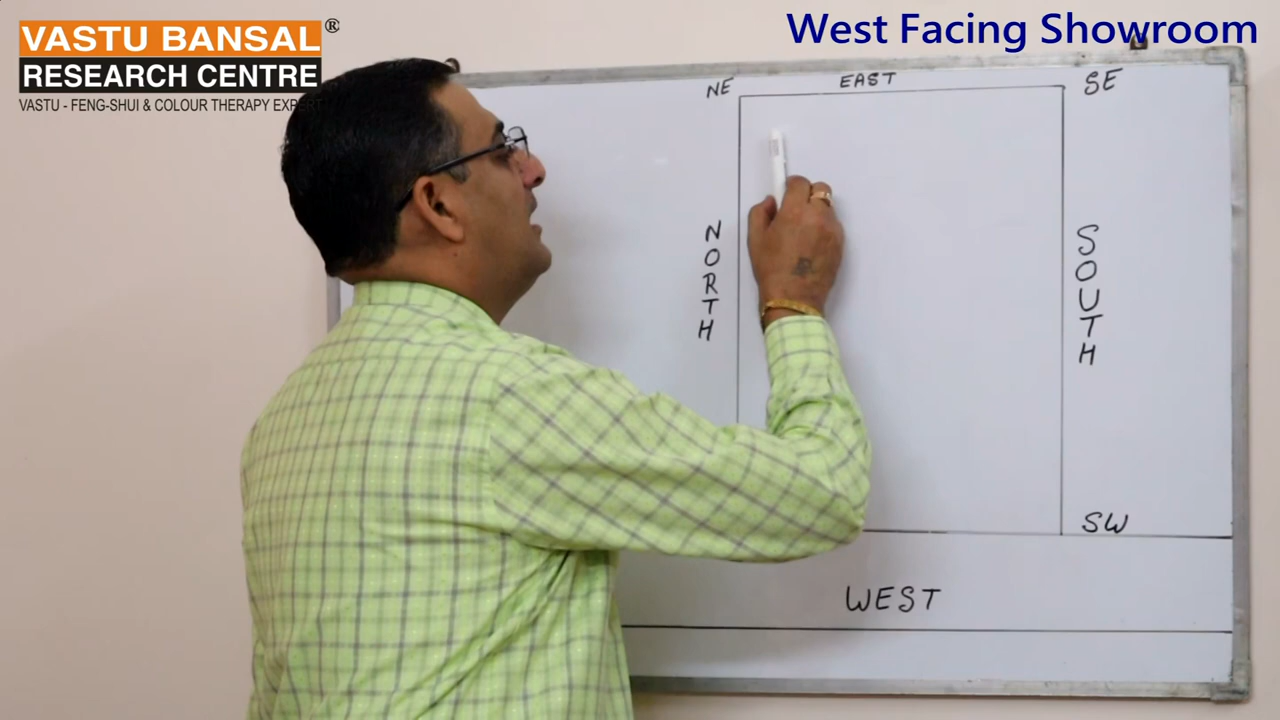 VASTU BANSAL®
RESEARCH CENTRE
VASTU - FENG-SHUI & COLOUR THERAPY EXPERT
West Facing Showroom
NE
EAST
SE
NORTH
SOUTH
SW
WEST